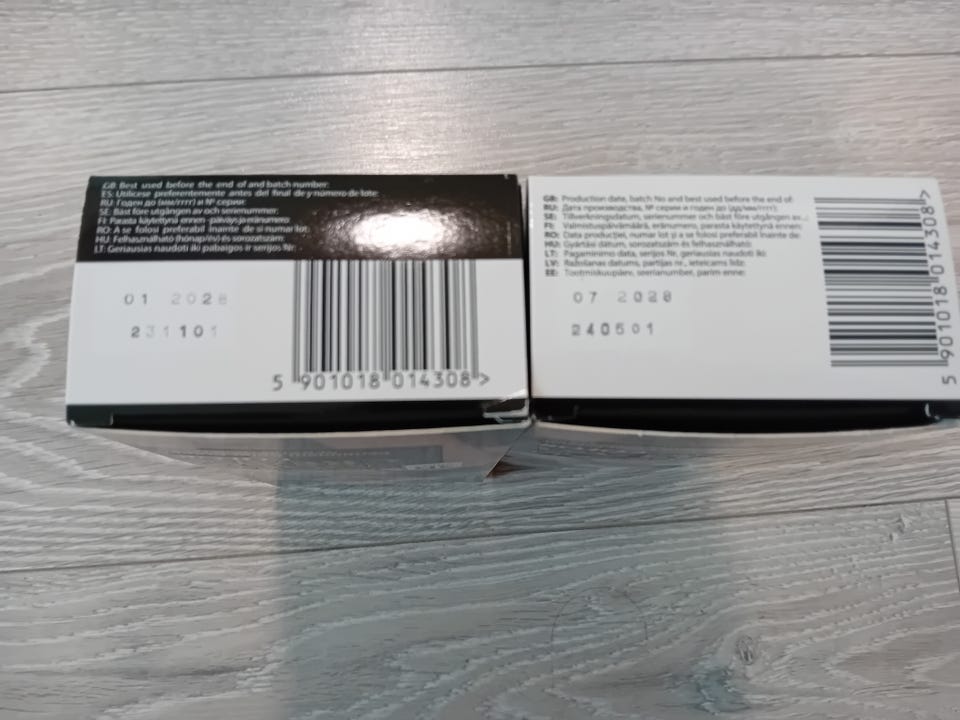 GB: Best used before the end of and batch number:
ES: Utilícese preferentemente antes del final de y número de lote:
RU: Годен до (мм/гггг) и № серии:
SE: Bäst före utgången av och serienummer:
FI: Parasta käytettynä ennen -päiväys ja eränumero:
RO: A se folosi preferabil înainte de si numar lot:
HU: Felhasználható (hónap/év) és sorozatszám:
LT: Geriausias naudoti iki pabaigos ir serijos Nr.:
01 2028
231101
5 901018 014308 >
GB: Production date, batch No and best used before the end of:
RU: Дата производства, № серии и годен до (дд/мм/гггг):
SE: Tillverkningsdatum, serienummer och bäst före utgången av...:
FI: Valmistuspäivämäärä, eränumero, parasta käytettynä ennen:
RO: Data producției, numar lot și a se folosi preferabil înainte de:
HU: Gyártási dátum, sorozatszám és felhasználható:
LT: Pagaminimo data, serijos Nr, geriausias naudoti iki:
LV: Ražošanas datums, partijas nr., ieteicams līdz:
EE: Tootmiskuupäev, seerianumber, parim enne:
07 2028
240501
5 901018 014308 >